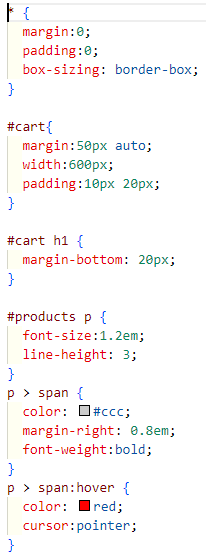 * {
margin:0;
padding:0;
box-sizing: border-box;
}
#cart{
margin:50px auto;
width:600px;
padding:10px 20px;
}
#cart h1 {
margin-bottom: 20px;
}
#products p {
font-size:1.2em;
line-height: 3;
}
p > span {
color: #ccc;
margin-right: 0.8em;
font-weight:bold;
}
p > span:hover {
color: red;
cursor:pointer;
}